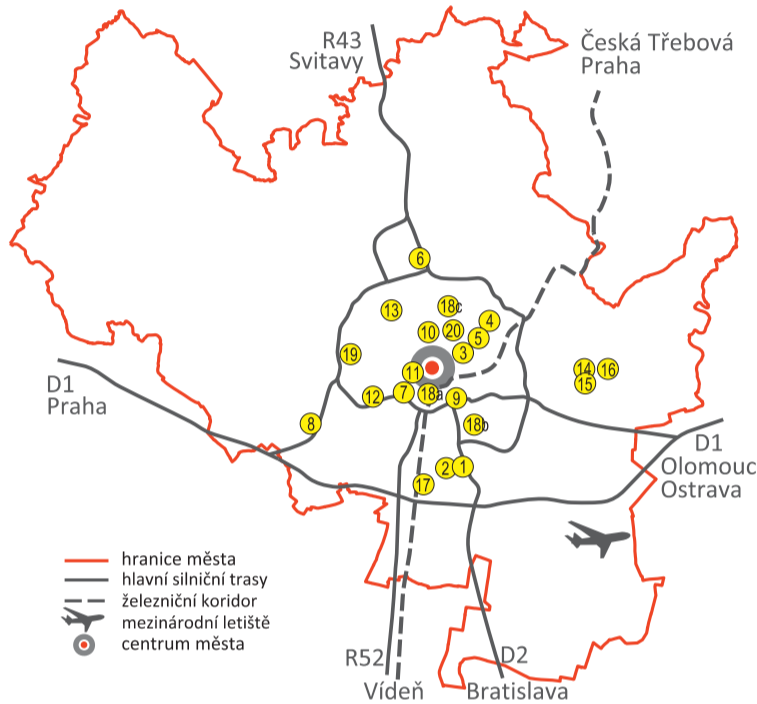 R43
Svitavy
Česká Třebová
Praha
6
13
18c
4
10
20
5
19
3
11
14
16
15
D1
Praha
12
7
18a
9
8
18b
D1
Olomouc
Ostrava
2
1
17
hranice města
hlavní silniční trasy
železniční koridor
mezinárodní letiště
centrum města
R52
Vídeň
D2
Bratislava